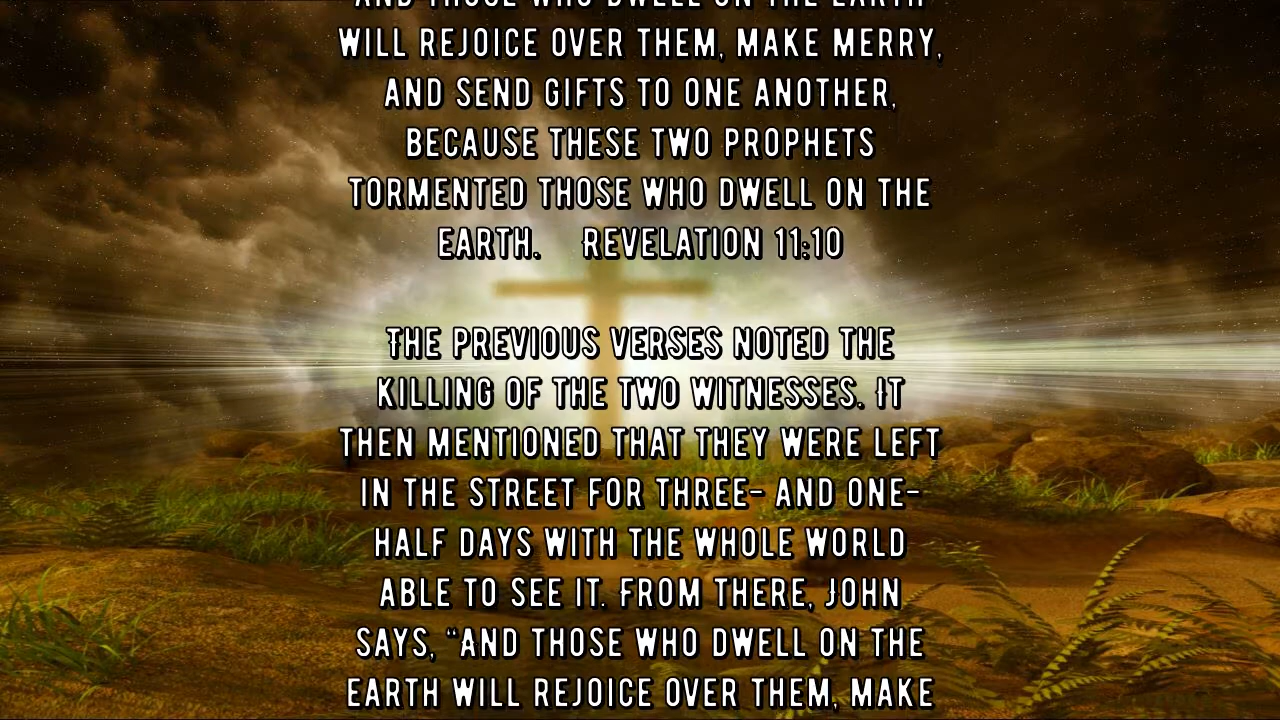 AND THOSE WHO DWELL ON THE EARTH
WILL REJOICE OVER THEM, MAKE MERRY,
AND SEND GIFTS TO ONE ANOTHER,
BECAUSE THESE TWO PROPHETS
TORMENTED THOSE WHO DWELL ON THE
EARTH. REVELATION 11:10
THE PREVIOUS VERSES NOTED THE
KILLING OF THE TWO WITNESSES. IT
THEN MENTIONED THAT THEY WERE LEFT
IN THE STREET FOR THREE- AND ONE-
HALF DAYS WITH THE WHOLE WORLD
ABLE TO SEE IT. FROM THERE, JOHN
SAYS, “AND THOSE WHO DWELL ON THE
EARTH WILL REJOICE OVER THEM, MAKE